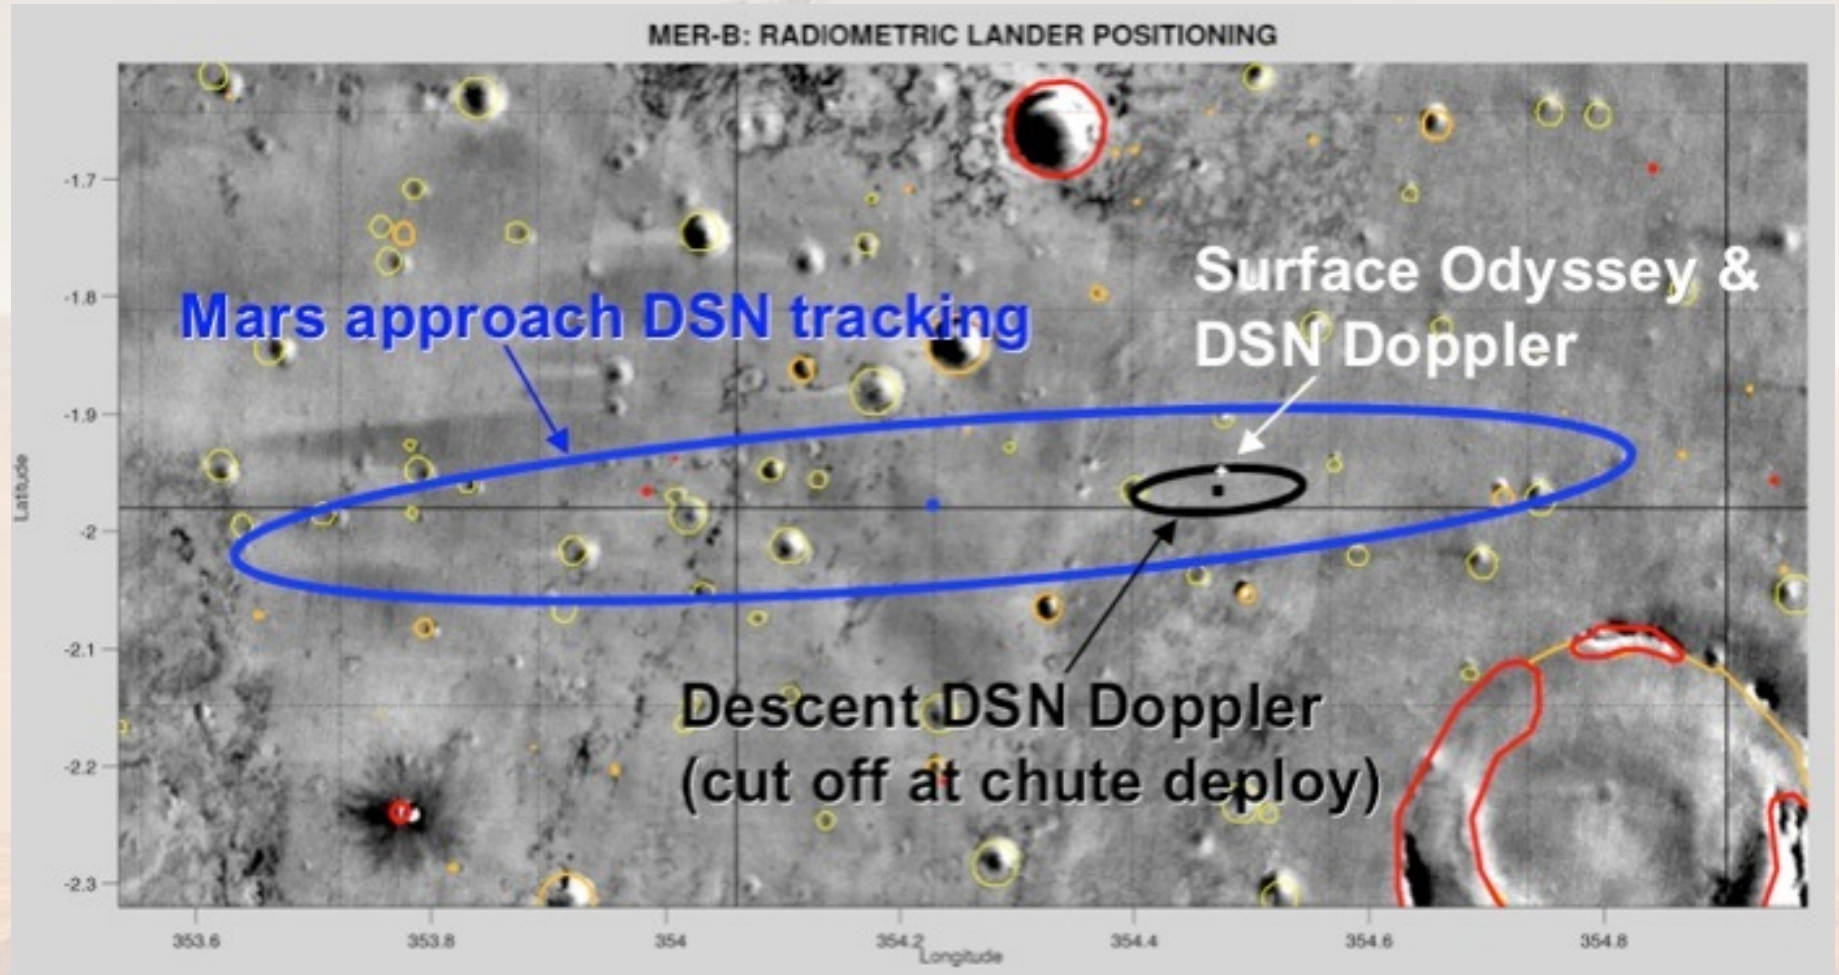 MER-B: RADIOMETRIC LANDER POSITIONING
Surface Odyssey &
DSN Doppler
Mars approach DSN tracking
Descent DSN Doppler
(cut off at chute deploy)
Latitude
-1.7
-1.8
-1.9
-2
-2.1
-2.2
-2.3
353.6 353.8 354 354.2 354.4 354.6 354.8
Longitude